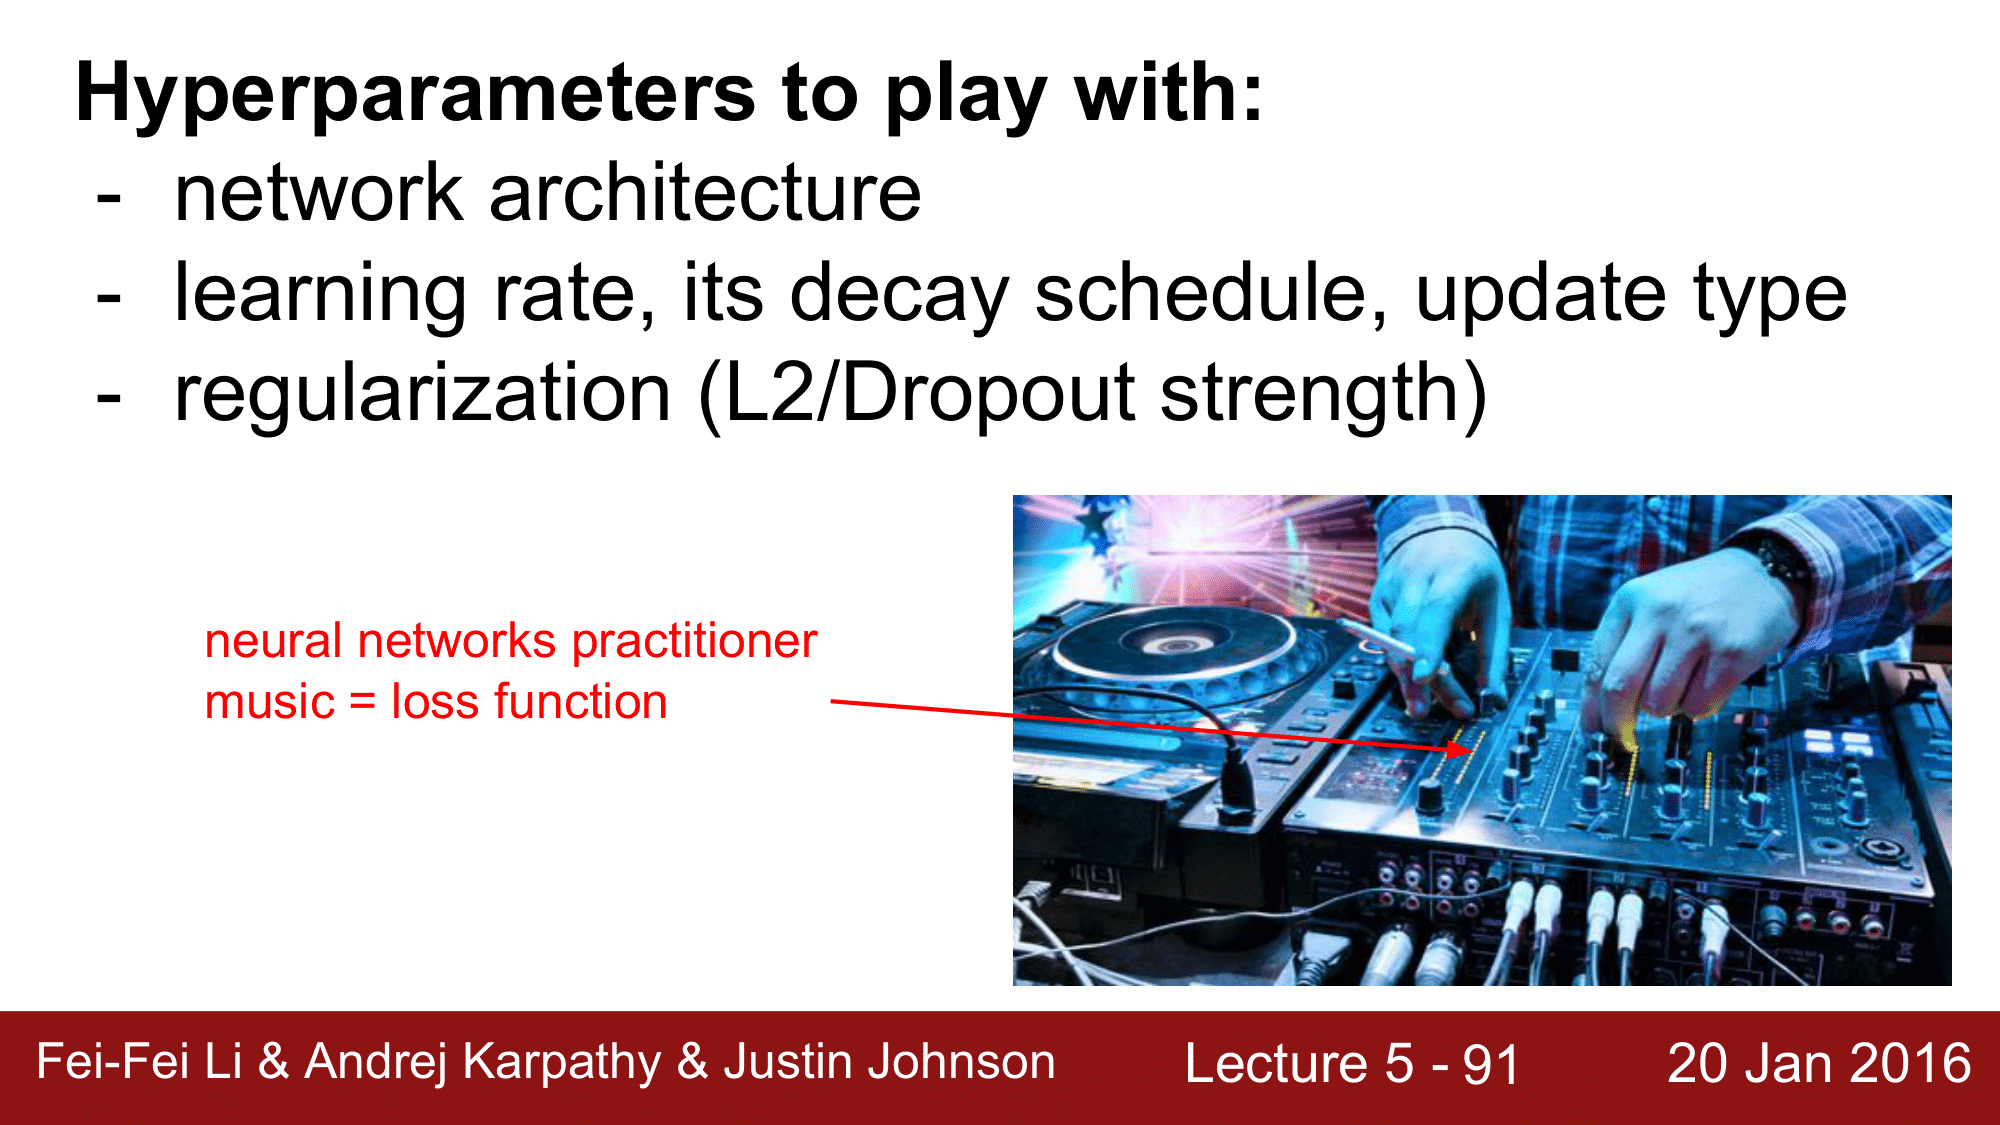 Hyperparameters to play with:
- network architecture
- learning rate, its decay schedule, update type
- regularization (L2/Dropout strength)
neural networks practitioner
music = loss function
Fei-Fei Li & Andrej Karpathy & Justin Johnson
Lecture 5 - 91
20 Jan 2016